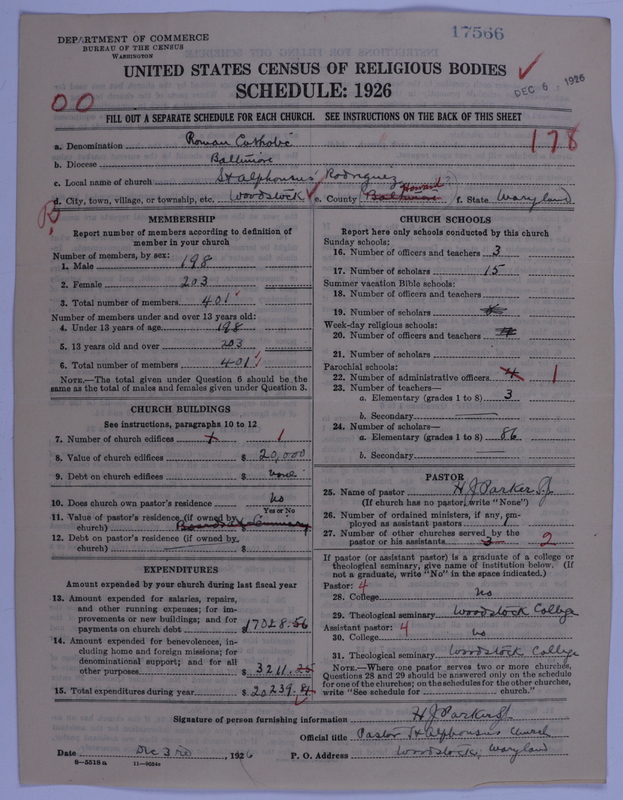 17566
DEPARTMENT OF COMMERCE
BUREAU OF THE CENSUS
WASHINGTON
UNITED STATES CENSUS OF RELIGIOUS BODIES
SCHEDULE: 1926
DEC 6 1926
00
FILL OUT A SEPARATE SCHEDULE FOR EACH CHURCH. SEE INSTRUCTIONS ON THE BACK OF THIS SHEET
178
a. Denomination Roman Catholic
b. Diocese Baltimore
c. Local name of church St Alphonsus' Rodriguez
d. City, town, village, or township, etc. Woodstock e. County Baltimore Howard f. State Maryland
MEMBERSHIP
Report number of members according to definition of member in your church
Number of members, by sex:
1. Male 198
2. Female 203
3. Total number of members 401
Number of members under and over 13 years old:
4. Under 13 years of age 198
5. 13 years old and over 203
6. Total number of members 401
NOTE.—The total given under Question 6 should be the
same as the total of males and females given under Question 3.
CHURCH BUILDINGS
See instructions, paragraphs 10 to 12
7. Number of church edifices 1
8. Value of church edifices $ 20,000
9. Debt on church edifices $ none
10. Does church own pastor's residence No
Yes or No
11. Value of pastor's residence (if owned by
church) $
12. Debt on pastor's residence (if owned by
church) $
EXPENDITURES
Amount expended by your church during last fiscal year
13. Amount expended for salaries, repairs,
and other running expenses; for im-
provements or new buildings; and for
payments on church debt $ 17028.56
14. Amount expended for benevolences, in-
cluding home and foreign missions; for
denominational support; and for all
other purposes $ 3211.25
15. Total expenditures during year $ 20239.81
CHURCH SCHOOLS
Report here only schools conducted by this church
Sunday schools:
16. Number of officers and teachers 3
17. Number of scholars 15
Summer vacation Bible schools:
18. Number of officers and teachers
19. Number of scholars
Week-day religious schools:
20. Number of officers and teachers
21. Number of scholars
Parochial schools:
22. Number of administrative officers 1
23. Number of teachers—
a. Elementary (grades 1 to 8) 3
b. Secondary
24. Number of scholars—
a. Elementary (grades 1 to 8) 86
b. Secondary
PASTOR
25. Name of pastor H J Parker S.J.
(If church has no pastor, write "None")
26. Number of ordained ministers, if any, em-
ployed as assistant pastors 1
27. Number of other churches served by the
pastor or his assistants 3 2
If pastor (or assistant pastor) is a graduate of a college or
theological seminary, give name of institution below. (If
not a graduate, write "No" in the space indicated.)
Pastor: 4
28. College No
29. Theological seminary Woodstock College
Assistant pastor: 4
30. College No
31. Theological seminary Woodstock College
NOTE.—Where one pastor serves two or more churches,
Questions 28 and 29 should be answered only on the schedule
for one of the churches; on the schedules for the other churches,
write "See schedule for church."
Signature of person furnishing information H J Parker SJ.
Official title Pastor St Alphonsus Church
Date Dec 3rd, 1926 P. O. Address Woodstock, Maryland
8—5518a 11—9894a